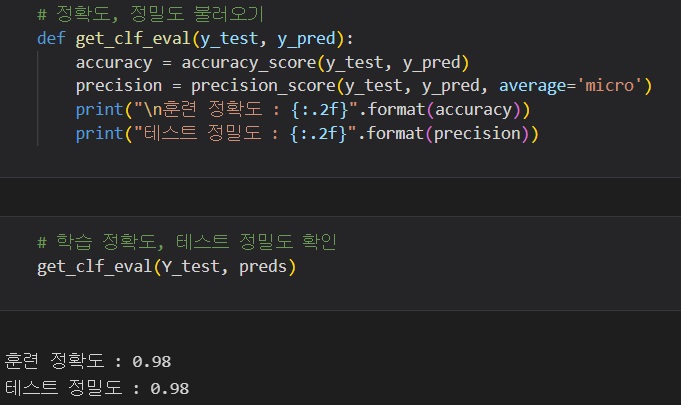 # 정확도, 정밀도 불러오기
def get_clf_eval(y_test, y_pred):
    accuracy = accuracy_score(y_test, y_pred)
    precision = precision_score(y_test, y_pred, average='micro')
    print("\n훈련 정확도 : {:.2f}".format(accuracy))
    print("테스트 정밀도 : {:.2f}".format(precision))
# 학습 정확도, 테스트 정밀도 확인
get_clf_eval(Y_test, preds)
훈련 정확도 : 0.98
테스트 정밀도 : 0.98